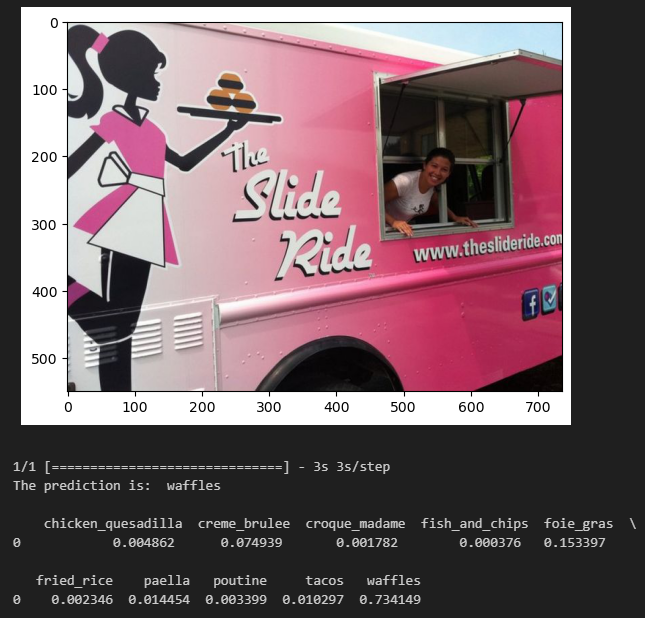 0
100
200
300
400
500
The
Slide
Ride
www.theslideride.com
f
0 100 200 300 400 500 600 700
1/1 [==============================] - 3s 3s/step
The prediction is:  waffles
chicken_quesadilla creme_brulee croque_madame fish_and_chips foie_gras \
0 0.004862 0.074939 0.001782 0.000376 0.153397
fried_rice paella poutine tacos waffles
0 0.002346 0.014454 0.003399 0.010297 0.734149